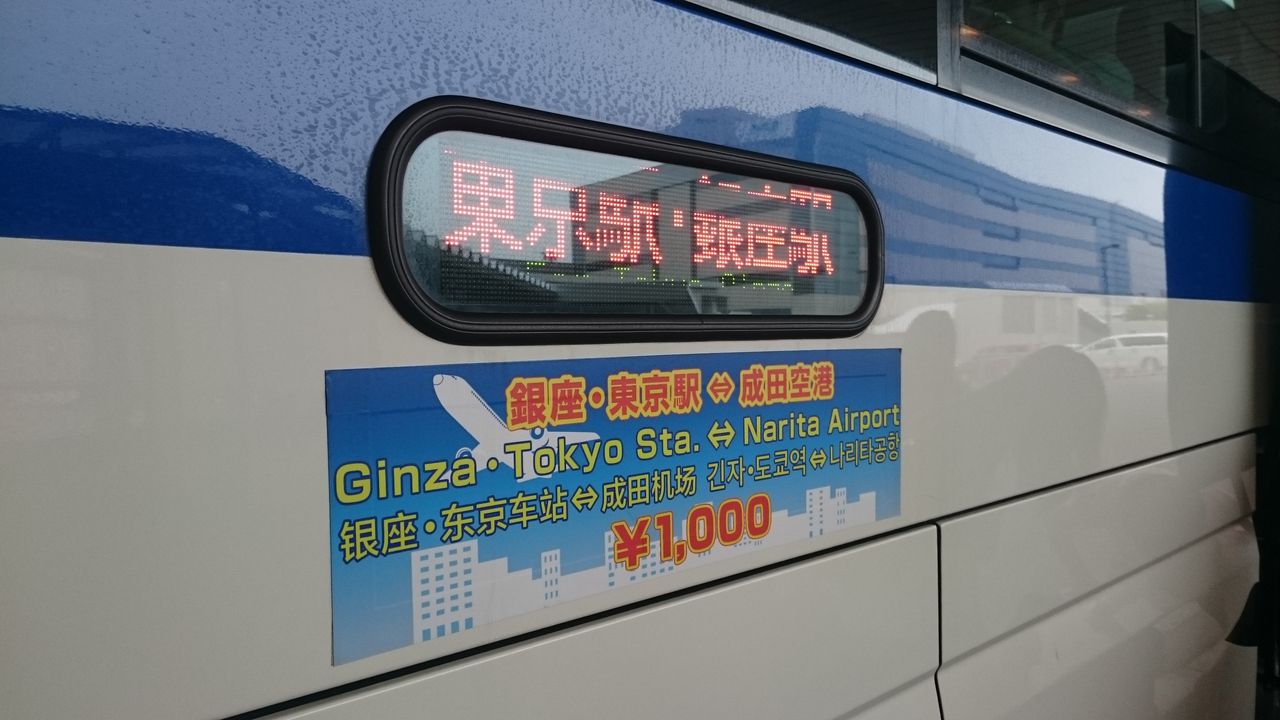 東京駅・銀座駅
銀座・東京駅⇔成田空港
Ginza・Tokyo Sta.⇔Narita Airport
银座・东京车站⇔成田机场 긴자・도쿄역⇔나리타공항
¥1,000